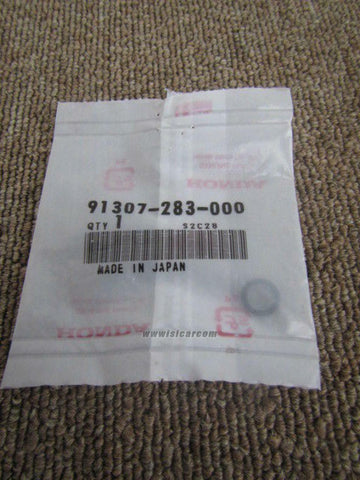 HONDA
91307-283-000
QTY 1 S2C28
MADE IN JAPAN
www.isicar.com
HONDA